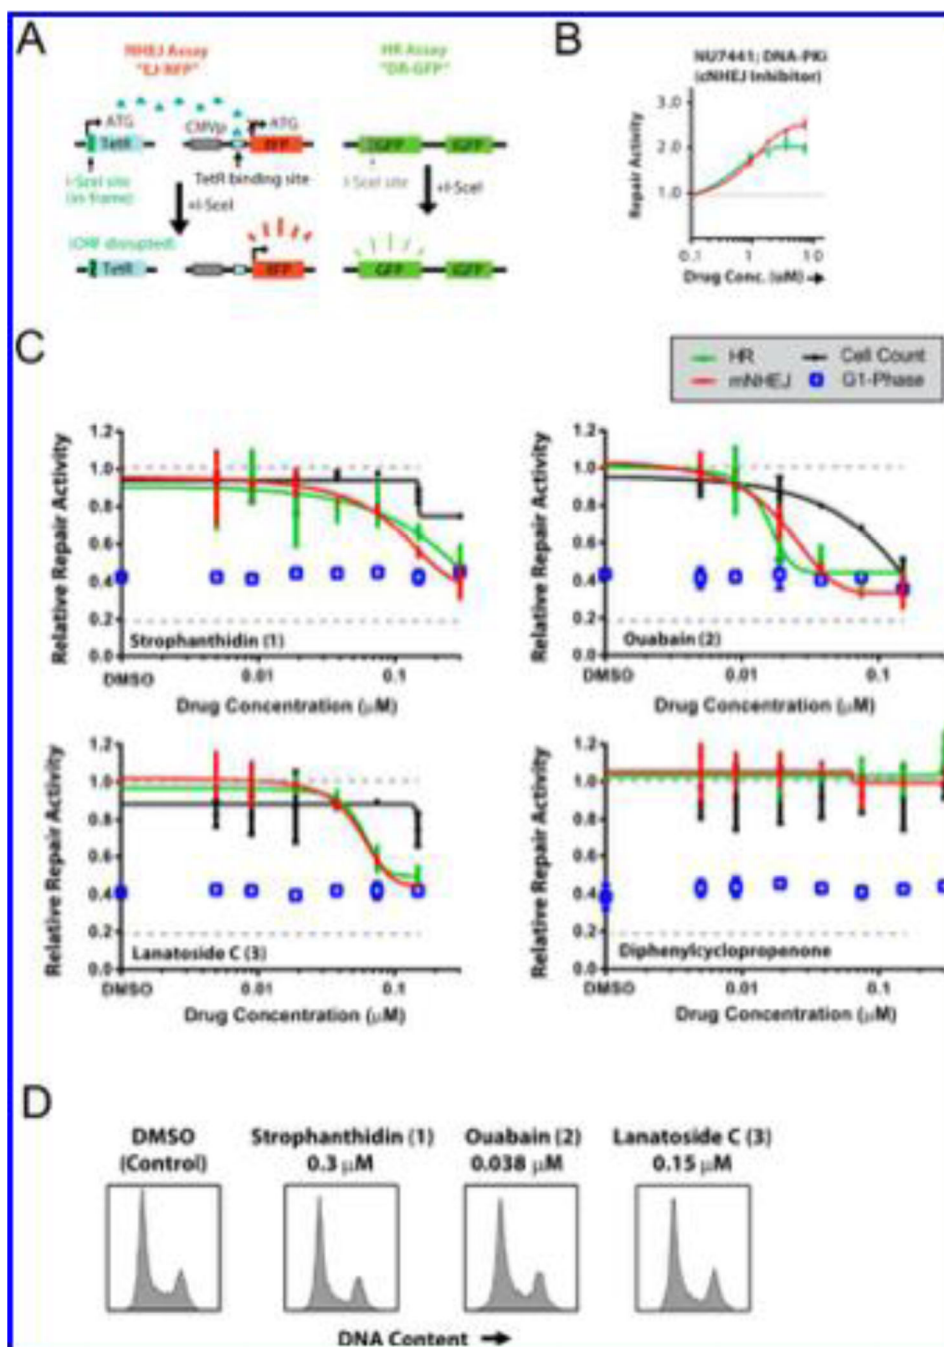 A
NHEJ Assay
"EJ-RFP"
HR Assay
"DR-GFP"
ATG
CMVp
ATG
TetR
RFP
iGFP
I-SceI site
(in-frame)
TetR binding site
I-SceI site
+I-SceI
+I-SceI
(ORF disrupted)
TetR
RFP
GFP
iGFP
B
NU7441; DNA-PKi
(cNHEJ Inhibitor)
Repair Activity
3.0
2.0
1.0
0.1
1
10
Drug Conc. (uM)
C
HR
Cell Count
mNHEJ
G1-Phase
Relative Repair Activity
1.2
1.0
0.8
0.6
0.4
0.2
0.0
Strophanthidin (1)
DMSO
0.01
0.1
Drug Concentration (μM)
Relative Repair Activity
1.2
1.0
0.8
0.6
0.4
0.2
0.0
Ouabain (2)
DMSO
0.01
0.1
Drug Concentration (μM)
Relative Repair Activity
1.2
1.0
0.8
0.6
0.4
0.2
0.0
Lanatoside C (3)
DMSO
0.01
0.1
Drug Concentration (μM)
Relative Repair Activity
1.2
1.0
0.8
0.6
0.4
0.2
0.0
Diphenylcyclopropenone
DMSO
0.01
0.1
Drug Concentration (μM)
D
DMSO
(Control)
Strophanthidin (1)
0.3 μM
Ouabain (2)
0.038 μM
Lanatoside C (3)
0.15 μM
DNA Content